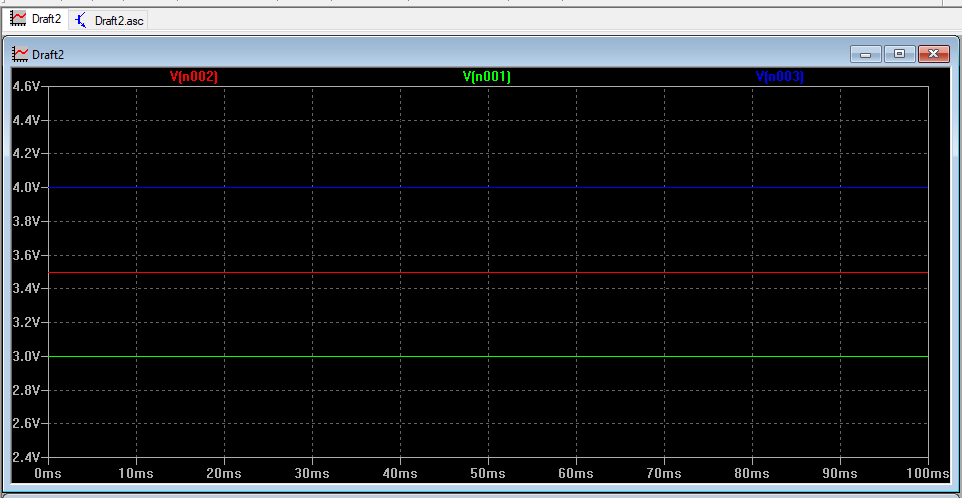 Draft2 Draft2.asc
Draft2
V(n002) V(n001) V(n003)
4.6V
4.4V
4.2V
4.0V
3.8V
3.6V
3.4V
3.2V
3.0V
2.8V
2.6V
2.4V
0ms 10ms 20ms 30ms 40ms 50ms 60ms 70ms 80ms 90ms 100ms